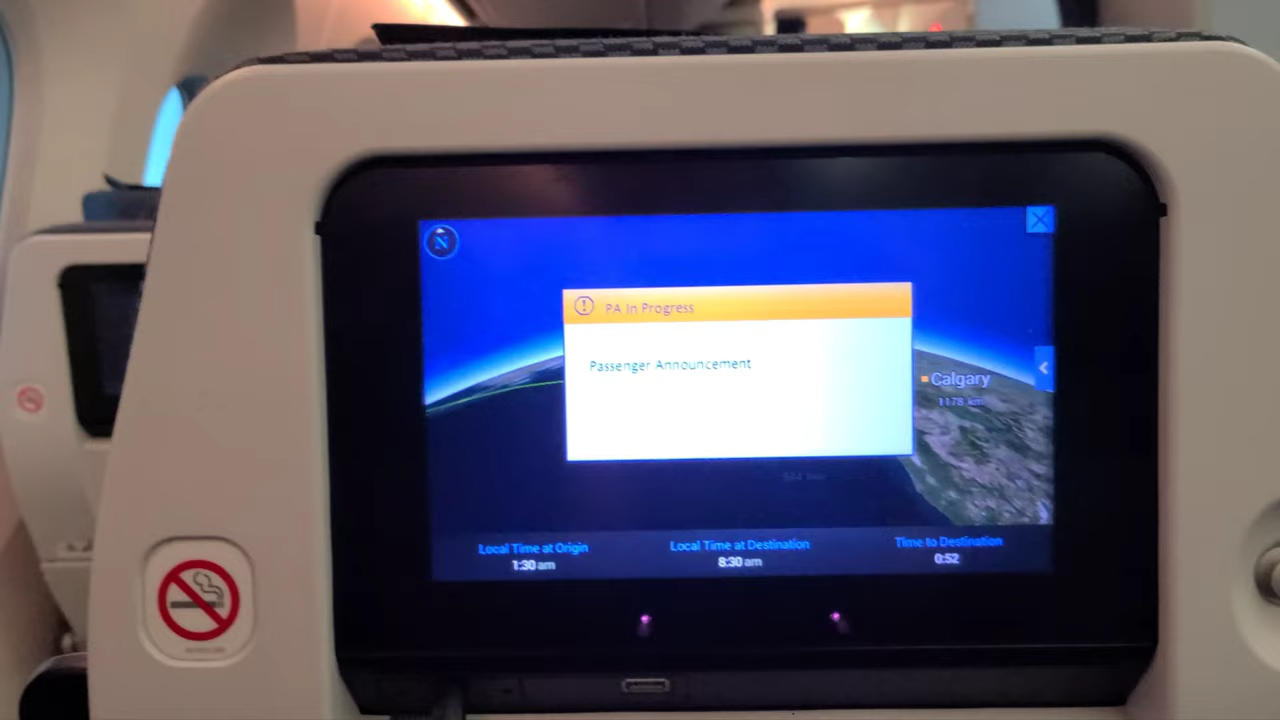 N
PA In Progress
Passenger Announcement
Calgary
1178 km
Local Time at Origin
1:30 am
Local Time at Destination
8:30 am
Time to Destination
0:52